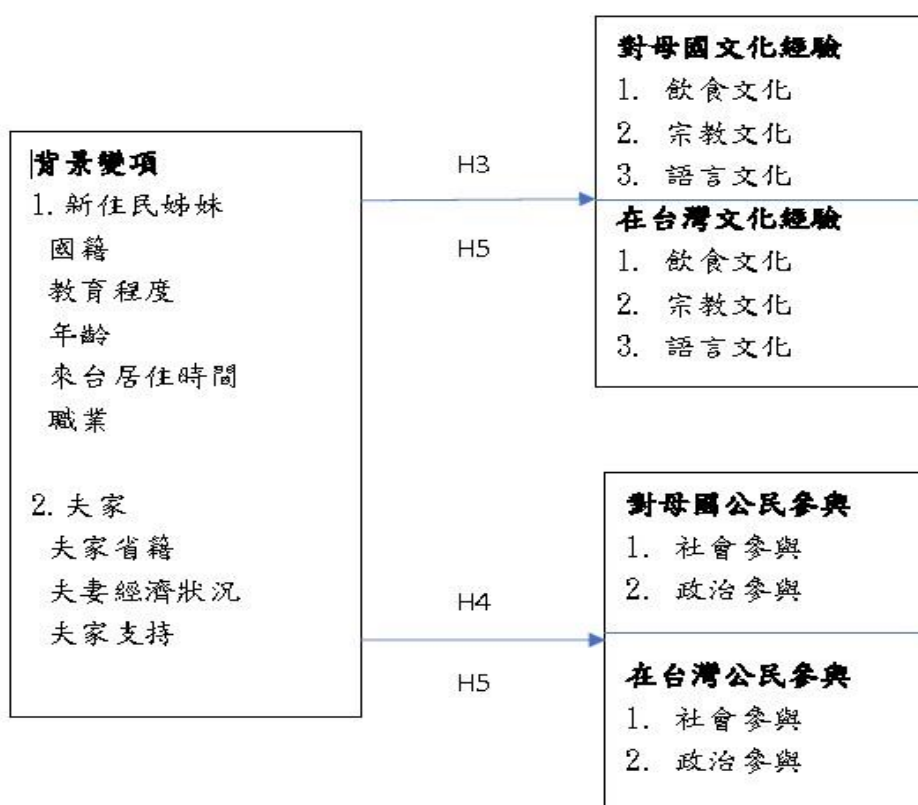 背景變項
1. 新住民姊妹
國籍
教育程度
年齡
來台居住時間
職業
2. 夫家
夫家省籍
夫妻經濟狀況
夫家支持
H3
H5
H4
H5
對母國文化經驗
1. 飲食文化
2. 宗教文化
3. 語言文化
在台灣文化經驗
1. 飲食文化
2. 宗教文化
3. 語言文化
對母國公民參與
1. 社會參與
2. 政治參與
在台灣公民參與
1. 社會參與
2. 政治參與